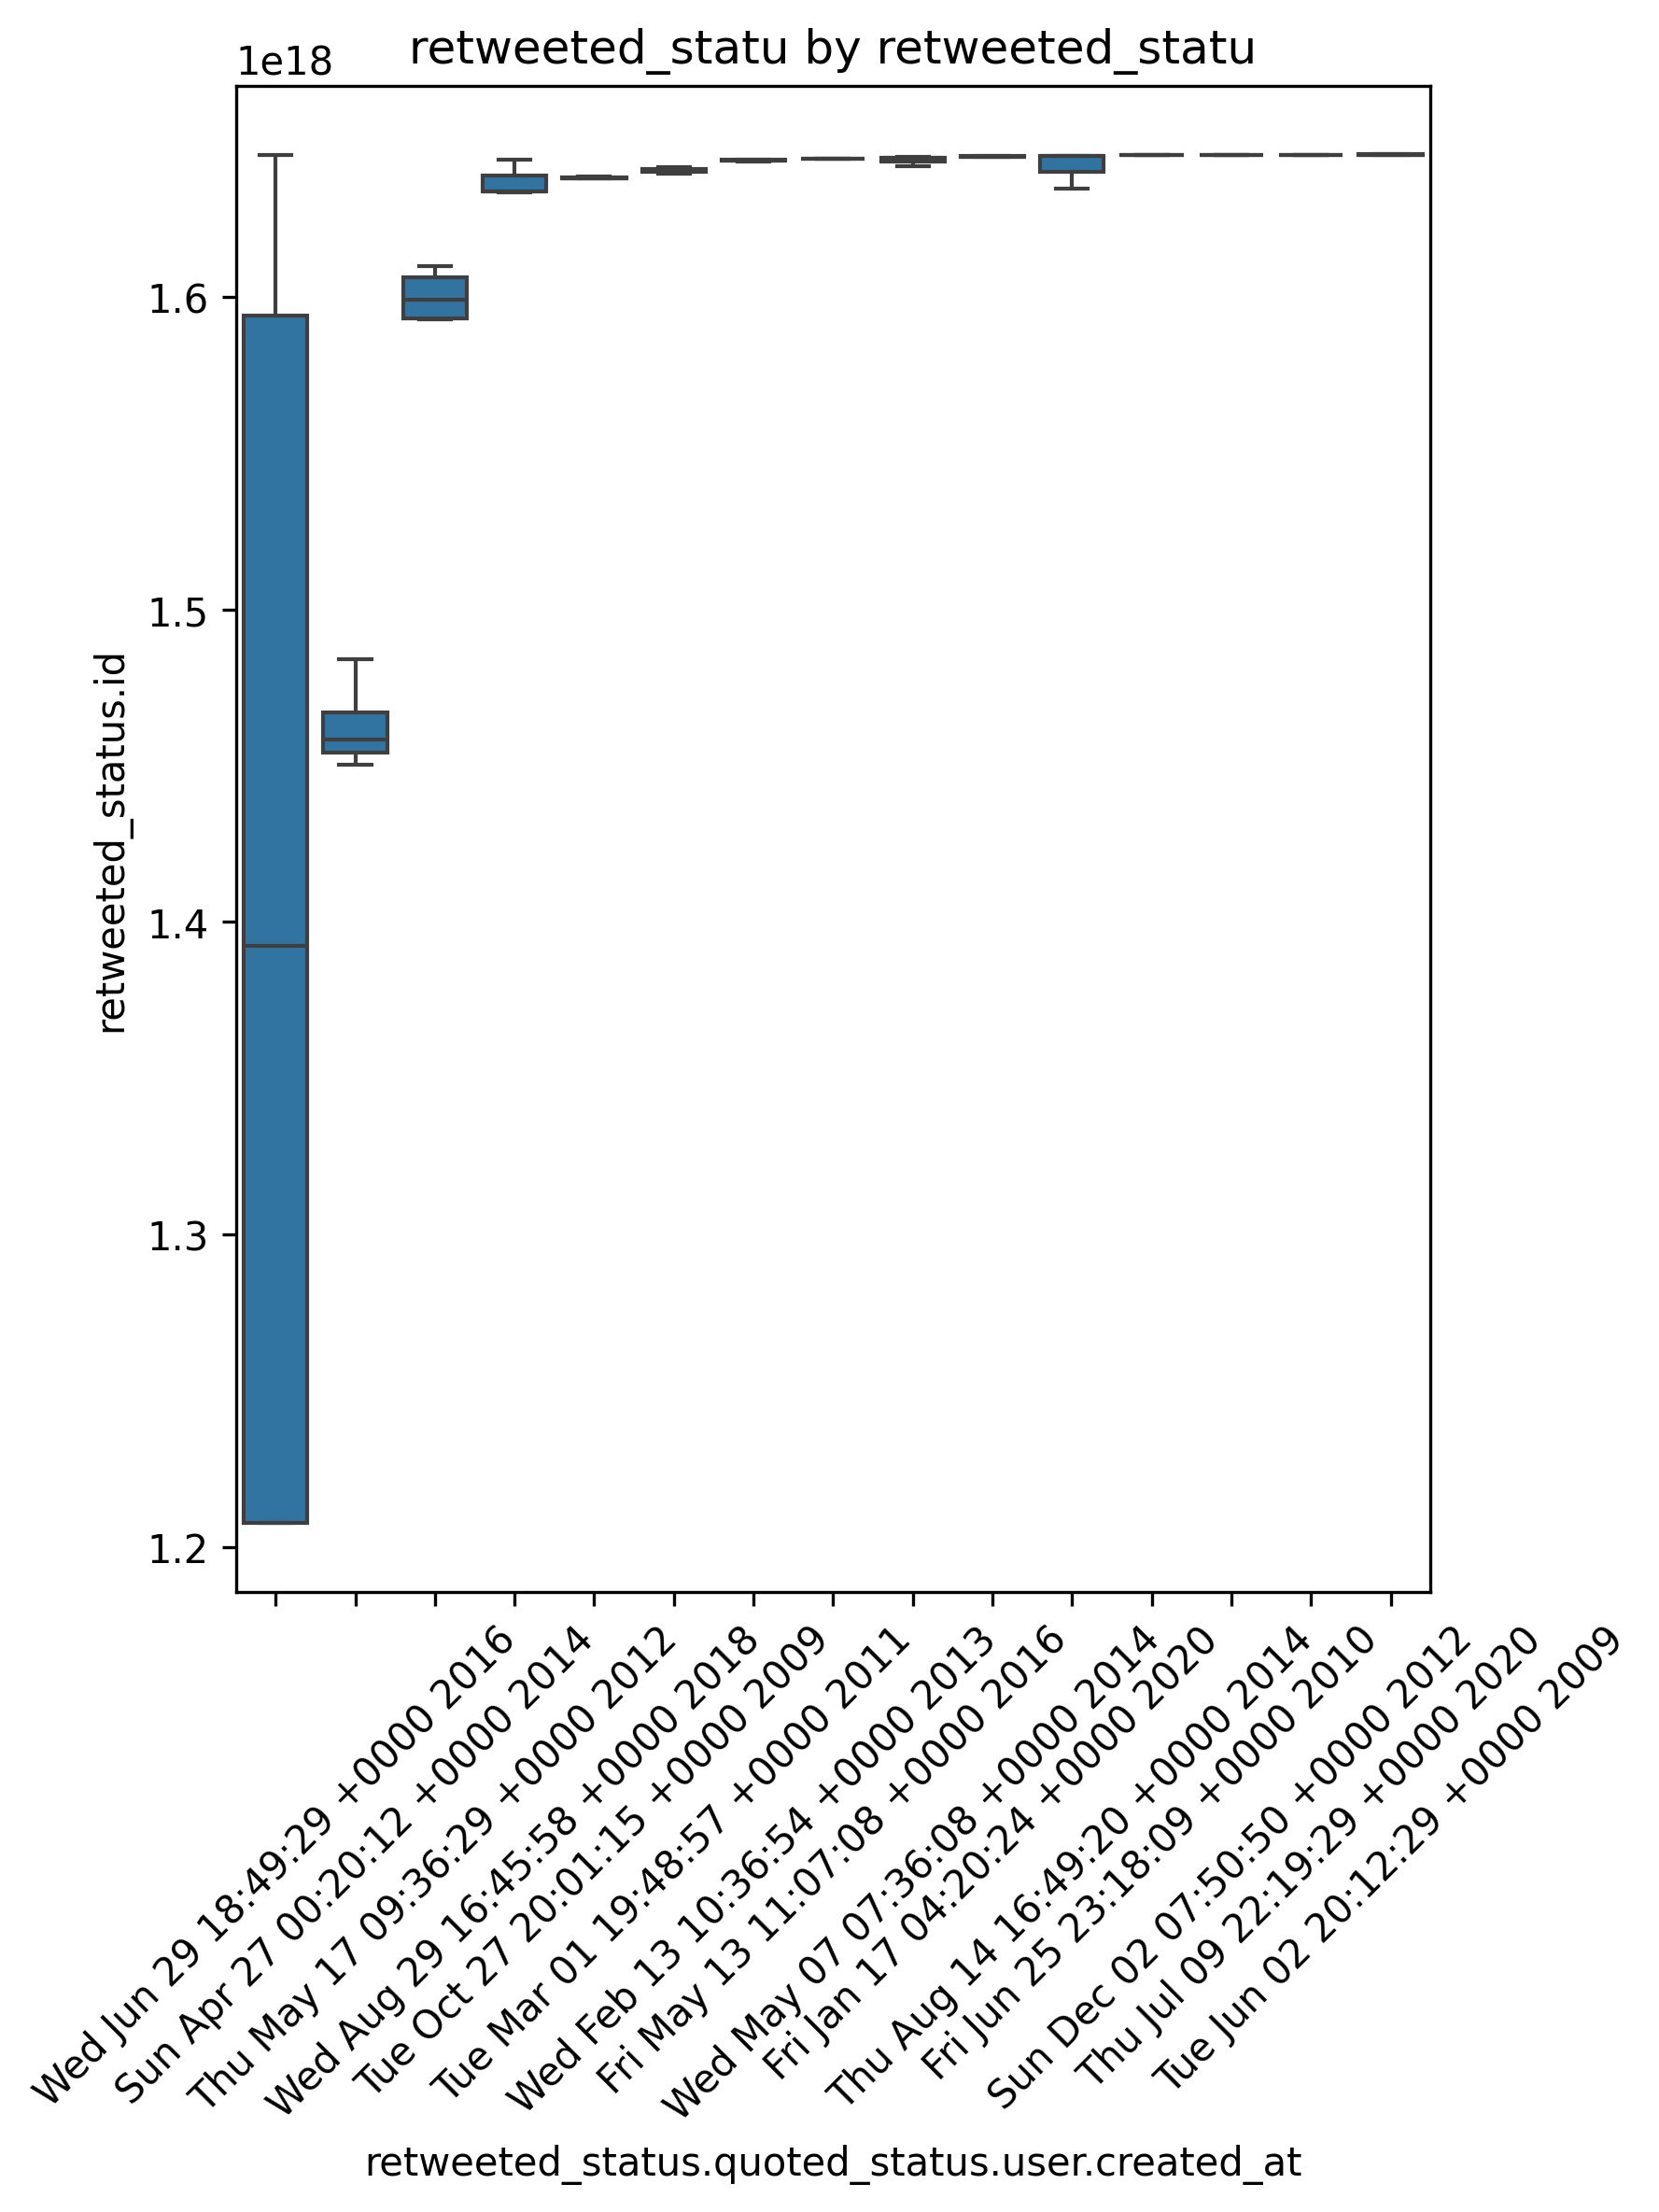 retweeted_statu by retweeted_statu
1e18
1.6
1.5
1.4
1.3
1.2
retweeted_status.id
Wed Jun 29 18:49:29 +0000 2016
Sun Apr 27 00:20:12 +0000 2014
Thu May 17 09:36:29 +0000 2012
Wed Aug 29 16:45:58 +0000 2018
Tue Oct 27 20:01:15 +0000 2009
Tue Mar 01 19:48:57 +0000 2011
Wed Feb 13 10:36:54 +0000 2013
Fri May 13 11:07:08 +0000 2016
Wed May 07 07:36:08 +0000 2014
Fri Jan 17 04:20:24 +0000 2020
Thu Aug 14 16:49:20 +0000 2014
Fri Jun 25 23:18:09 +0000 2010
Sun Dec 02 07:50:50 +0000 2012
Thu Jul 09 22:19:29 +0000 2020
Tue Jun 02 20:12:29 +0000 2009
retweeted_status.quoted_status.user.created_at